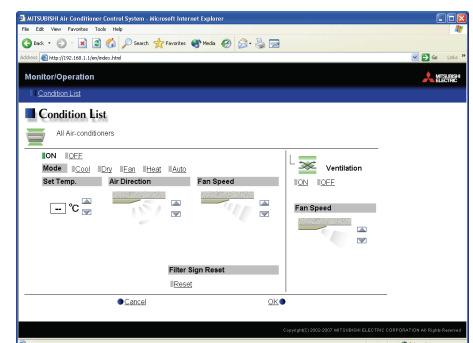 MITSUBISHI Air Conditioner Control System - Microsoft Internet Explorer
File Edit View Favorites Tools Help
Back Search Favorites Media
Address http://192.168.1.1/en/index.html Go Links
Monitor/Operation
MITSUBISHI ELECTRIC
Condition List
Condition List
All Air-conditioners
ON OFF
Mode Cool Dry Fan Heat Auto
Set Temp. Air Direction Fan Speed
-- °C
Filter Sign Reset
Reset
Ventilation
ON OFF
Fan Speed
Cancel OK
Copyright(C) 2003-2007 MITSUBISHI ELECTRIC CORPORATION All Rights Reserved